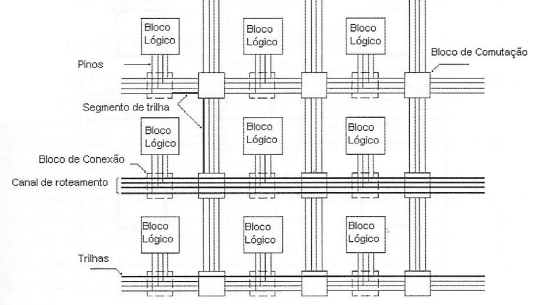 Bloco
Lógico
Bloco
Lógico
Bloco
Lógico
Bloco de Comutação
Pinos
Segmento de trilha
Bloco
Lógico
Bloco
Lógico
Bloco
Lógico
Bloco de Conexão
Canal de roteamento
Bloco
Lógico
Bloco
Lógico
Bloco
Lógico
Trilhas